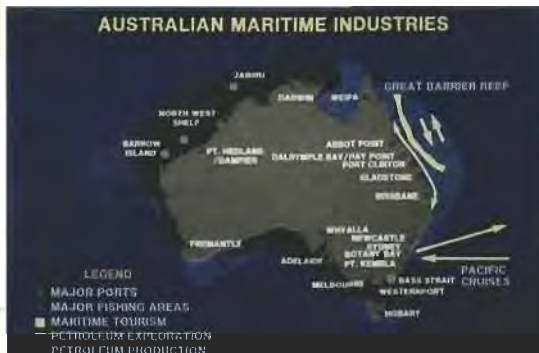 AUSTRALIAN MARITIME INDUSTRIES
JABIRU
DARWIN
WEIPA
GREAT BARRIER REEF
NORTH WEST
SHELF
BARROW
ISLAND
PT. HEDLAND
/DAMPIER
ABBOT POINT
DALRYMPLE BAY/HAY POINT
PORT CLINTON
GLADSTONE
BRISBANE
WHYALLA
NEWCASTLE
SYDNEY
BOTANY BAY
PT. KEMBLA
FREMANTLE
ADELAIDE
MELBOURNE
BASS STRAIT
WESTERNPORT
HOBART
PACIFIC
CRUISES
LEGEND
MAJOR PORTS
MAJOR FISHING AREAS
MARITIME TOURISM
PETROLEUM EXPLORATION
PETROLEUM PRODUCTION